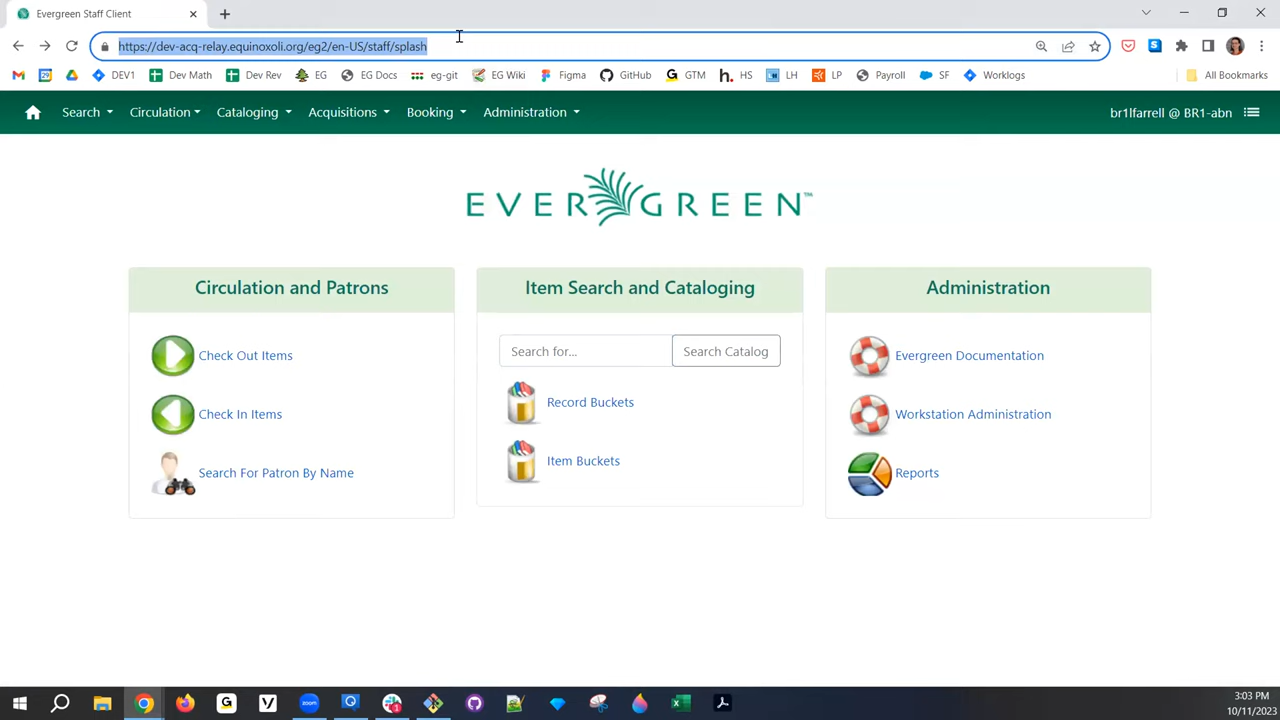 Evergreen Staff Client
https://dev-acq-relay.equinoxoli.org/eg2/en-US/staff/splash
DEV1 Dev Math Dev Rev EG EG Docs eg-git EG Wiki Figma GitHub GTM HS LH LP Payroll SF Worklogs All Bookmarks
Search Circulation Cataloging Acquisitions Booking Administration br1lfarrell @ BR1-abn
EVERGREEN™
Circulation and Patrons
Check Out Items
Check In Items
Search For Patron By Name
Item Search and Cataloging
Search for... Search Catalog
Record Buckets
Item Buckets
Administration
Evergreen Documentation
Workstation Administration
Reports
zoom
3:03 PM
10/11/2023